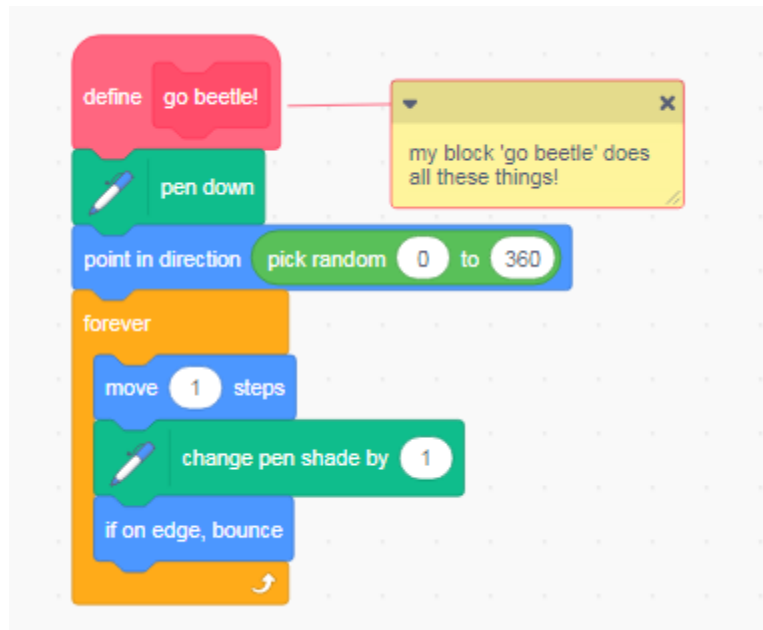 define go beetle!
my block 'go beetle' does
all these things!
pen down
point in direction pick random 0 to 360
forever
move 1 steps
change pen shade by 1
if on edge, bounce